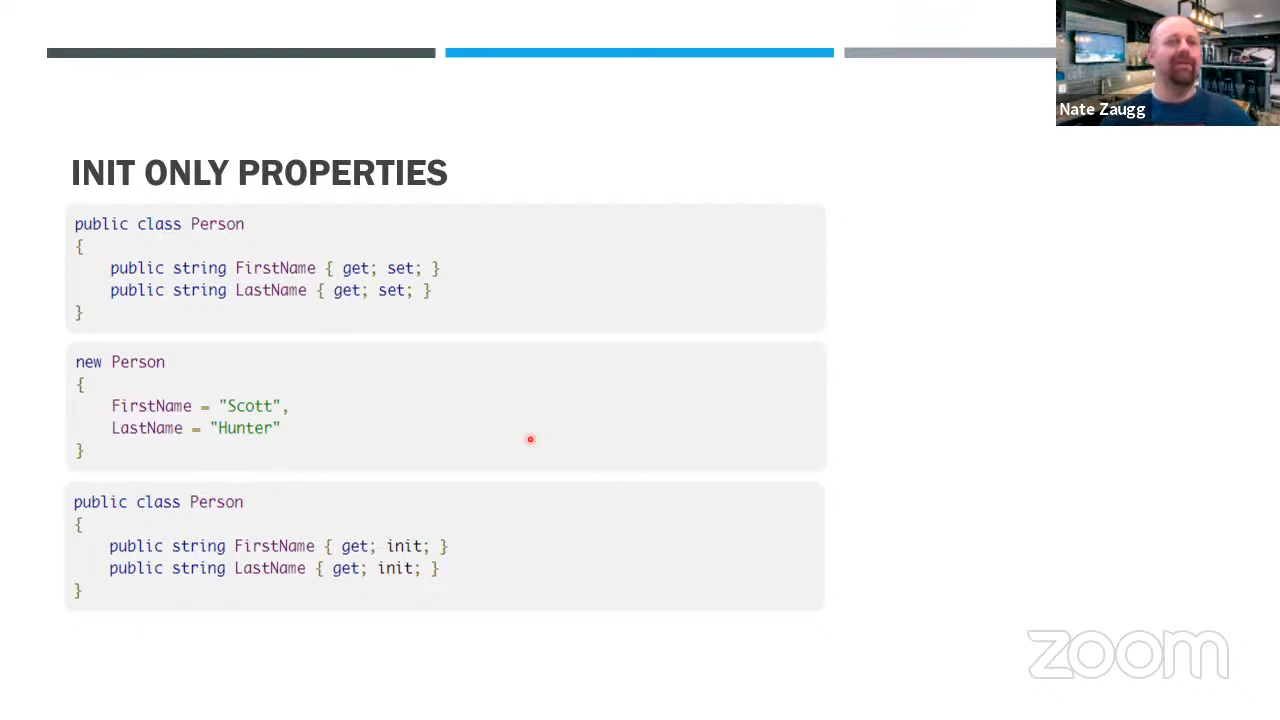 Nate Zaugg
INIT ONLY PROPERTIES
public class Person
{
    public string FirstName { get; set; }
    public string LastName { get; set; }
}
new Person
{
    FirstName = "Scott",
    LastName = "Hunter"
}
public class Person
{
    public string FirstName { get; init; }
    public string LastName { get; init; }
}
zoom